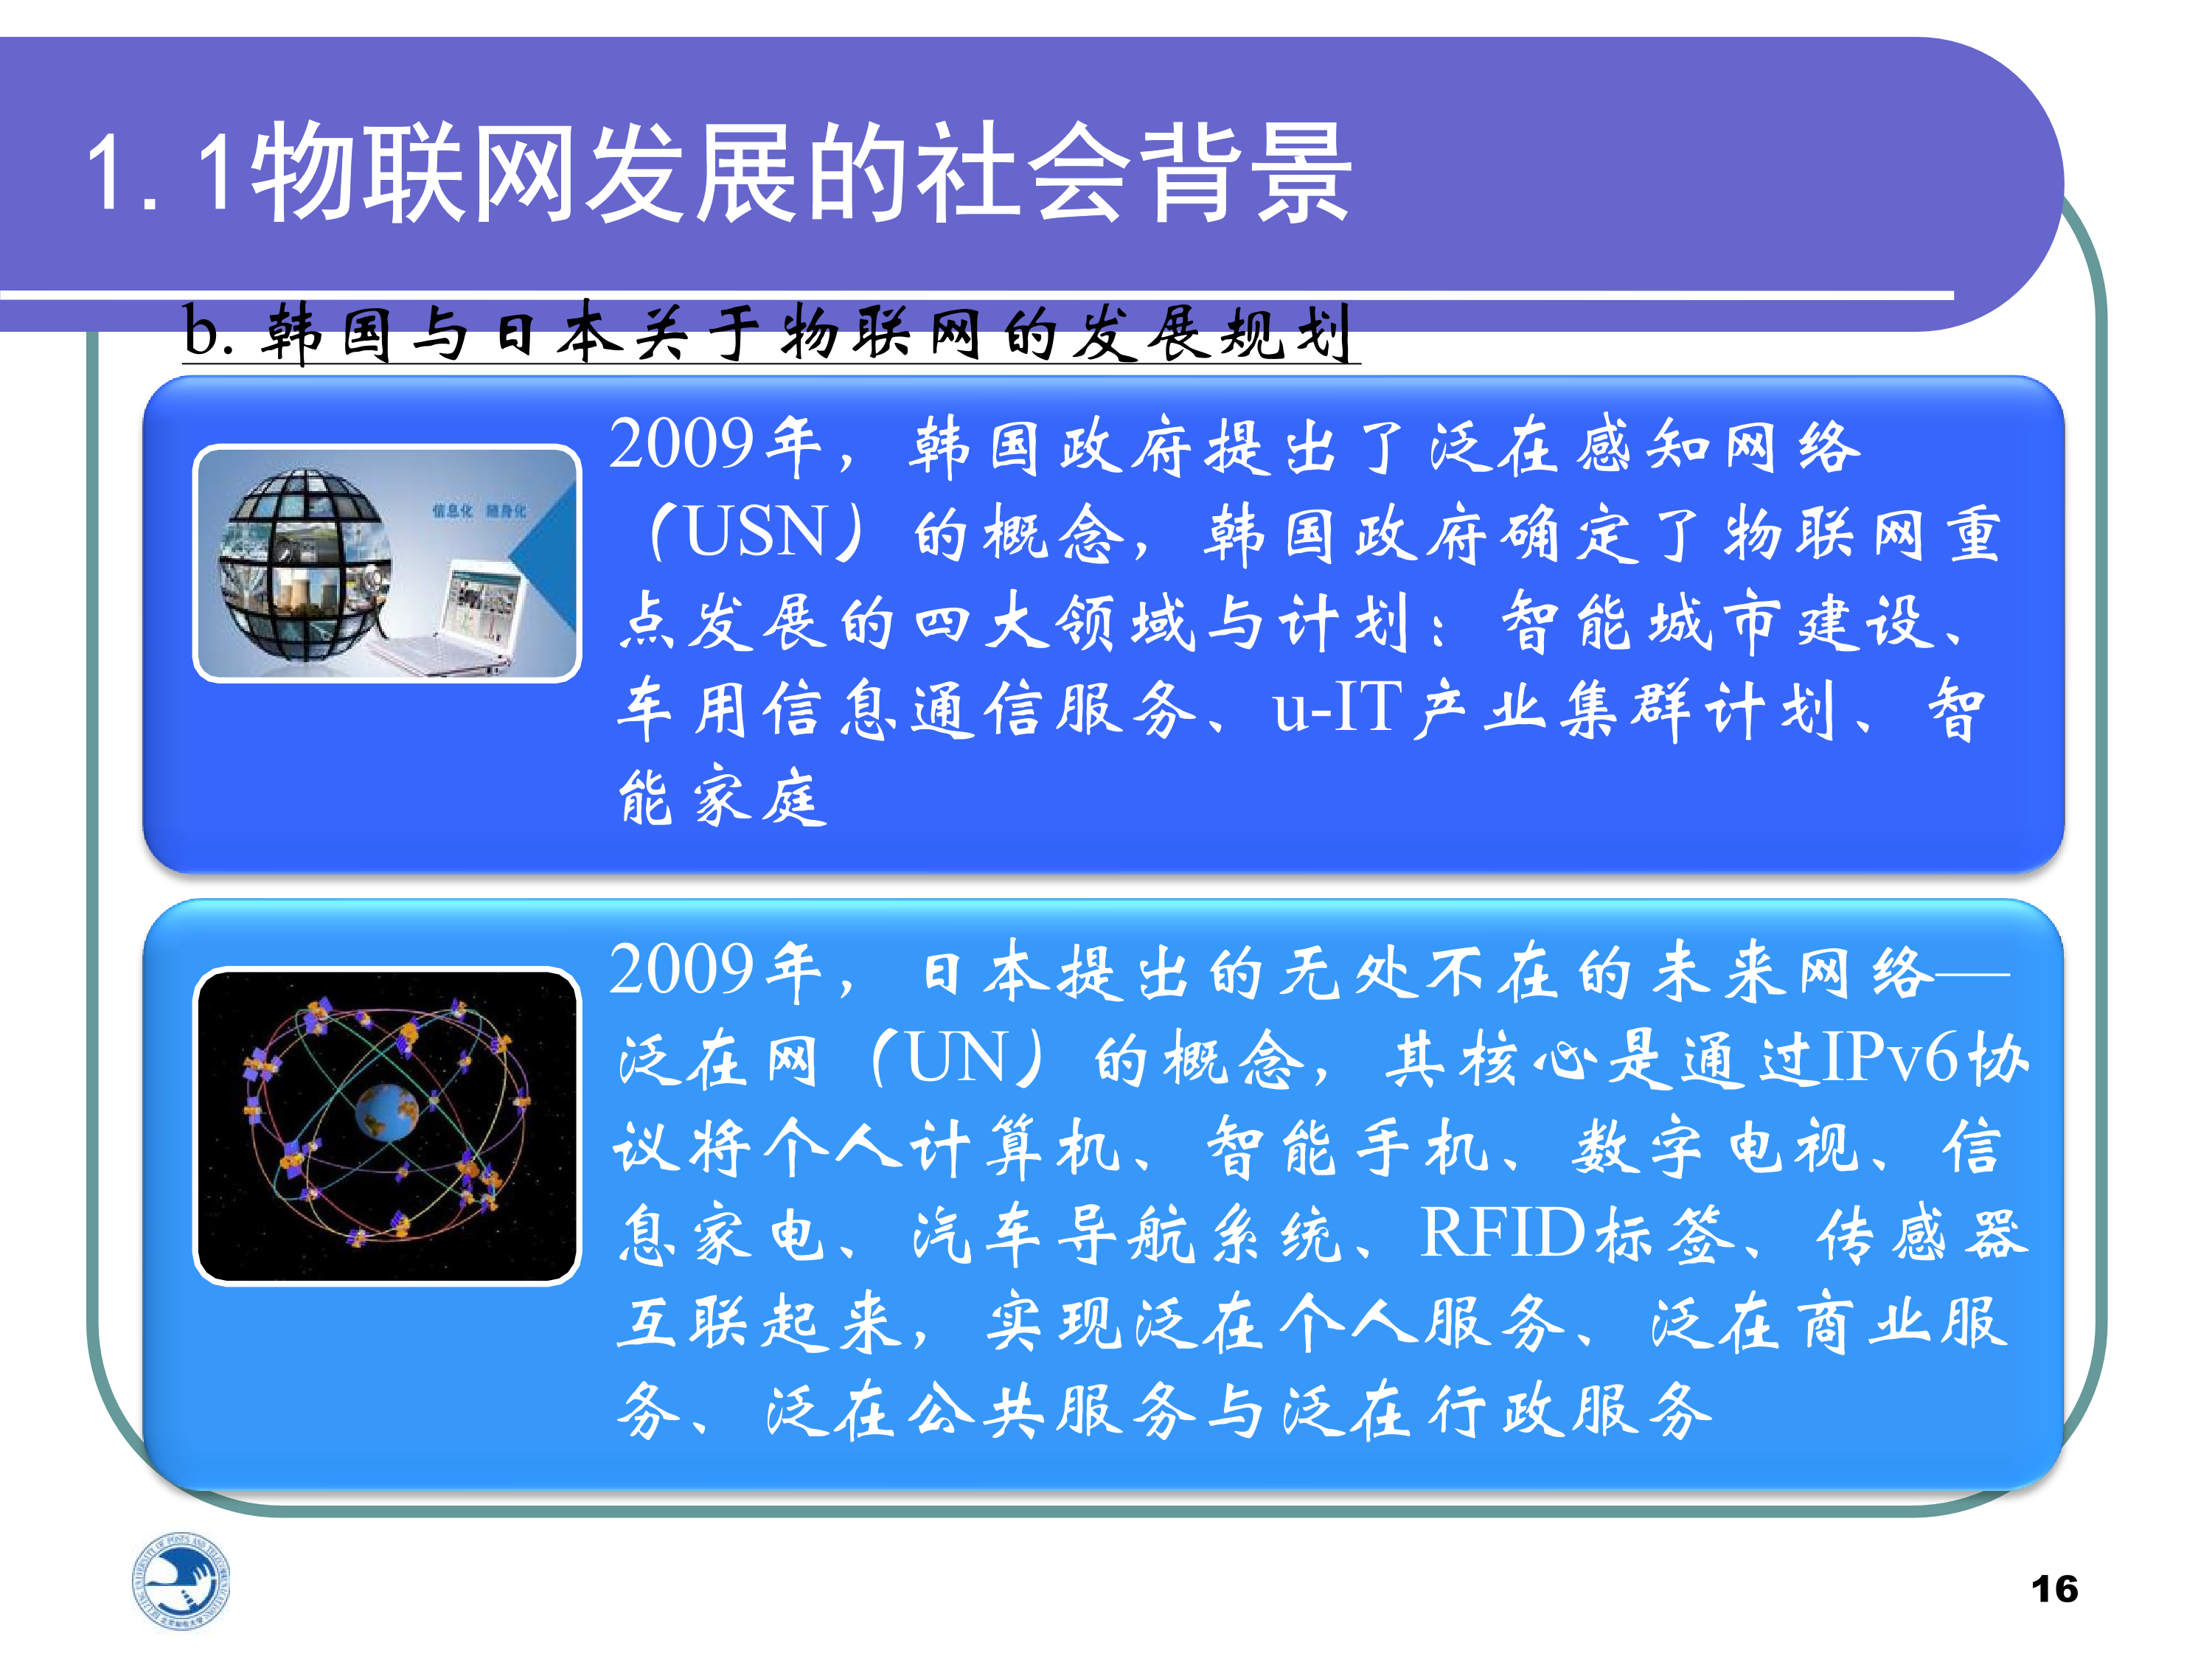 1.1物联网发展的社会背景
b. 韩国与日本关于物联网的发展规划
信息化 随身化
2009年，韩国政府提出了泛在感知网络
（USN）的概念，韩国政府确定了物联网重
点发展的四大领域与计划：智能城市建设、
车用信息通信服务、u-IT产业集群计划、智
能家庭
2009年，日本提出的无处不在的未来网络—
泛在网（UN）的概念，其核心是通过IPv6协
议将个人计算机、智能手机、数字电视、信
息家电、汽车导航系统、RFID标签、传感器
互联起来，实现泛在个人服务、泛在商业服
务、泛在公共服务与泛在行政服务
16